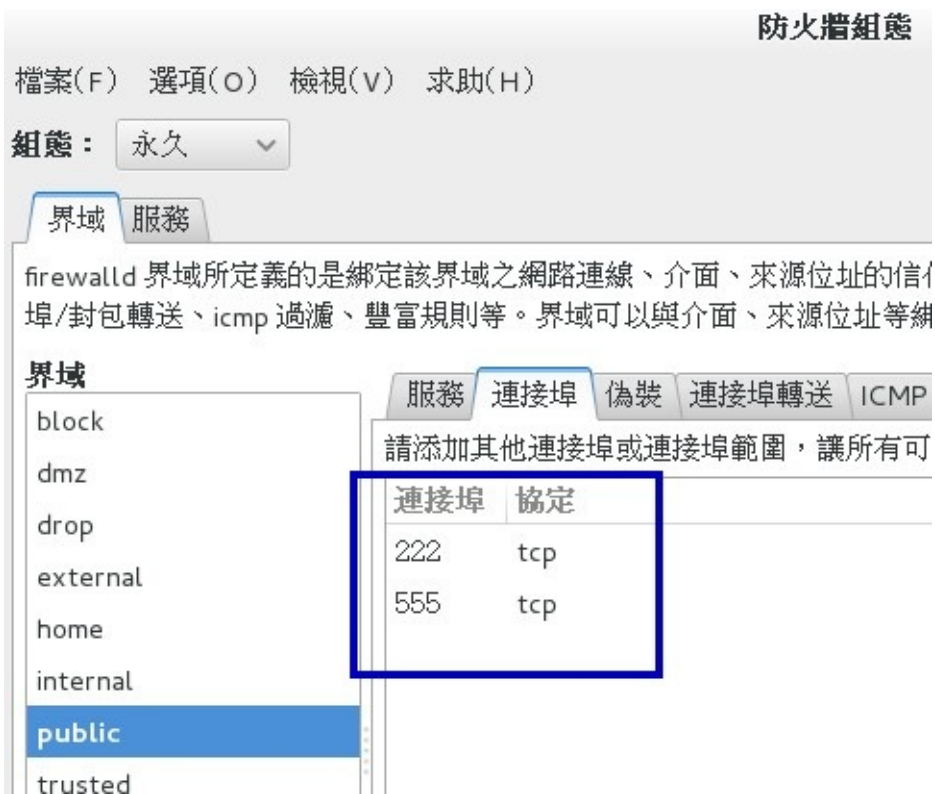 防火牆組態
檔案(F) 選項(O) 檢視(V) 求助(H)
組態： 永久
界域 服務
firewalld 界域所定義的是綁定該界域之網路連線、介面、來源位址的信
埠/封包轉送、icmp 過濾、豐富規則等。界域可以與介面、來源位址等綁
界域
block
dmz
drop
external
home
internal
public
trusted
服務 連接埠 偽裝 連接埠轉送 ICMP
請添加其他連接埠或連接埠範圍，讓所有可
連接埠 協定
222 tcp
555 tcp